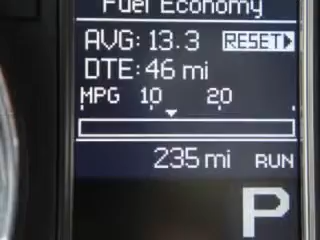 Fuel Economy
AVG: 13.3 RESET
DTE: 46 mi
MPG 10 20
235 mi RUN
P